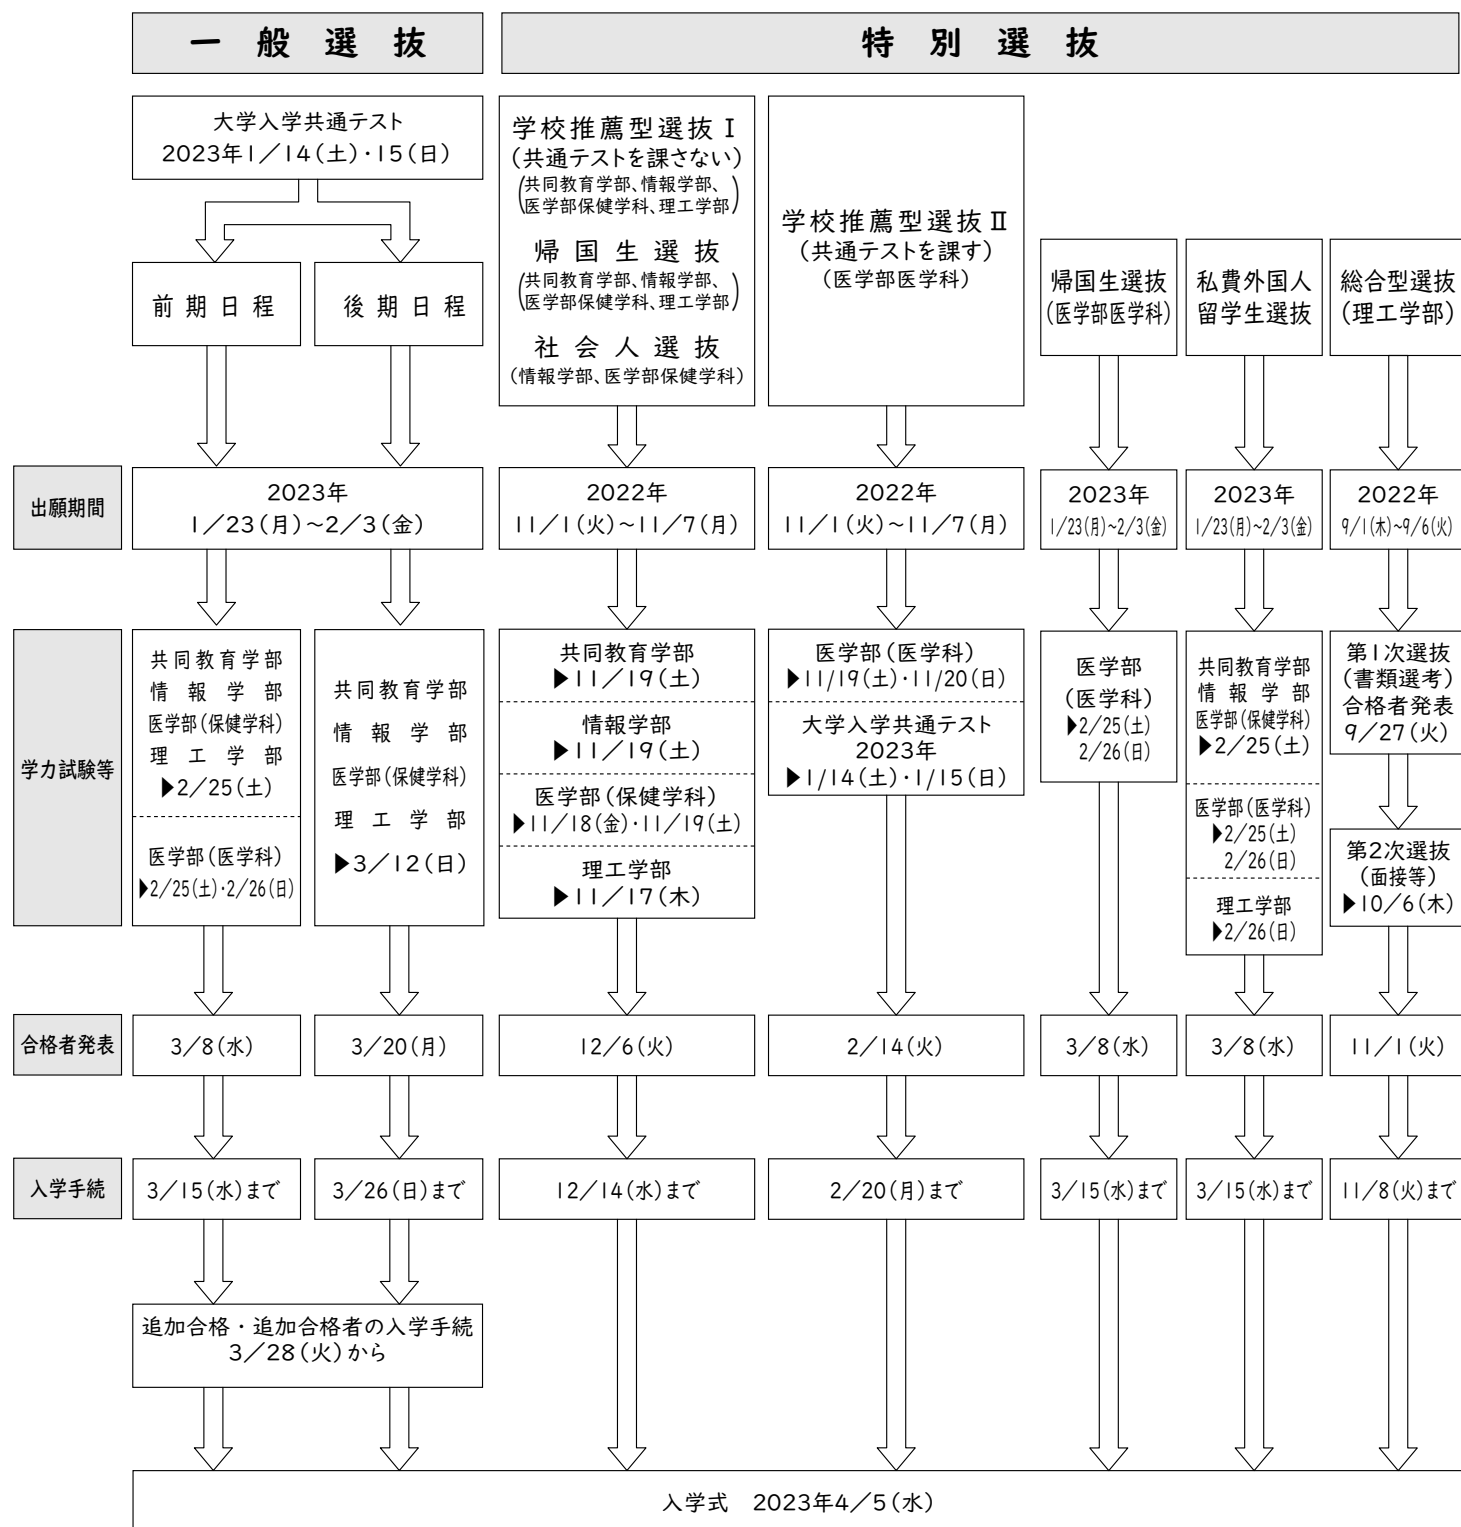 一般選抜
特別選抜
大学入学共通テスト
2023年1/14(土)・15(日)
前期日程
後期日程
学校推薦型選抜Ⅰ
(共通テストを課さない)
(共同教育学部、情報学部、
医学部保健学科、理工学部)
帰国生選抜
(共同教育学部、情報学部、
医学部保健学科、理工学部)
社会人選抜
(情報学部、医学部保健学科)
学校推薦型選抜Ⅱ
(共通テストを課す)
(医学部医学科)
帰国生選抜
(医学部医学科)
私費外国人
留学生選抜
総合型選抜
(理工学部)
出願期間
2023年
1/23(月)~2/3(金)
2022年
11/1(火)~11/7(月)
2022年
11/1(火)~11/7(月)
2023年
1/23(月)~2/3(金)
2023年
1/23(月)~2/3(金)
2022年
9/1(木)~9/6(火)
学力試験等
共同教育学部
情報学部
医学部(保健学科)
理工学部
▶2/25(土)
医学部(医学科)
▶2/25(土)・2/26(日)
共同教育学部
情報学部
医学部(保健学科)
理工学部
▶3/12(日)
共同教育学部
▶11/19(土)
情報学部
▶11/19(土)
医学部(保健学科)
▶11/18(金)・11/19(土)
理工学部
▶11/17(木)
医学部(医学科)
▶11/19(土)・11/20(日)
大学入学共通テスト
2023年
▶1/14(土)・1/15(日)
医学部
(医学科)
▶2/25(土)
2/26(日)
共同教育学部
情報学部
医学部(保健学科)
▶2/25(土)
医学部(医学科)
▶2/25(土)
2/26(日)
理工学部
▶2/26(日)
第1次選抜
(書類選考)
合格者発表
9/27(火)
第2次選抜
(面接等)
▶10/6(木)
合格者発表
3/8(水)
3/20(月)
12/6(火)
2/14(火)
3/8(水)
3/8(水)
11/1(火)
入学手続
3/15(水)まで
3/26(日)まで
12/14(水)まで
2/20(月)まで
3/15(水)まで
3/15(水)まで
11/8(火)まで
追加合格・追加合格者の入学手続
3/28(火)から
入学式 2023年4/5(水)